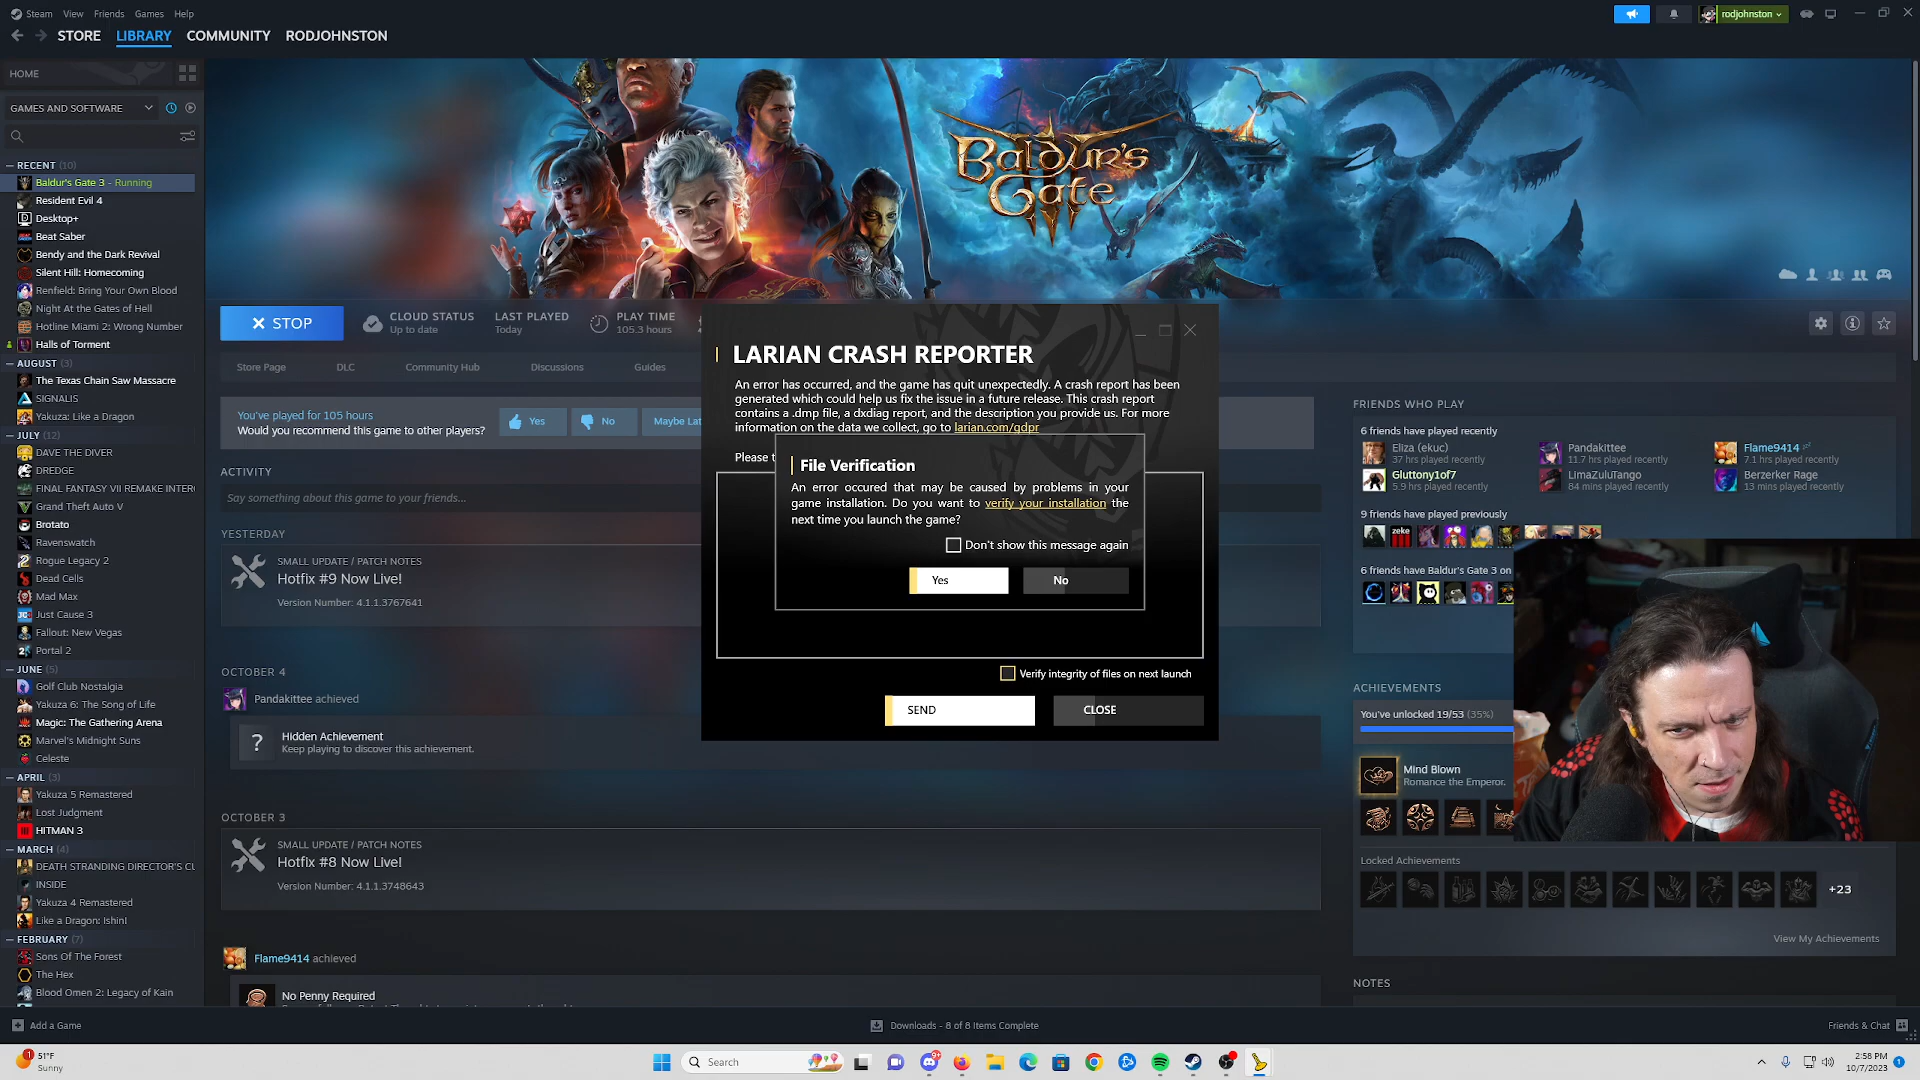 Steam View Friends Games Help
rodjohnston
STORE LIBRARY COMMUNITY RODJOHNSTON
HOME
GAMES AND SOFTWARE
RECENT (10)
Baldur's Gate 3 - Running
Resident Evil 4
Desktop+
Beat Saber
Bendy and the Dark Revival
Silent Hill: Homecoming
Renfield: Bring Your Own Blood
Night At the Gates of Hell
Hotline Miami 2: Wrong Number
Halls of Torment
AUGUST (3)
The Texas Chain Saw Massacre
SIGNALIS
Yakuza: Like a Dragon
JULY (12)
DAVE THE DIVER
DREDGE
FINAL FANTASY VII REMAKE INTER
Grand Theft Auto V
Brotato
Ravenswatch
Rogue Legacy 2
Dead Cells
Mad Max
Just Cause 3
Fallout: New Vegas
Portal 2
JUNE (5)
Golf Club Nostalgia
Yakuza 6: The Song of Life
Magic: The Gathering Arena
Marvel's Midnight Suns
Celeste
APRIL (3)
Yakuza 5 Remastered
Lost Judgment
HITMAN 3
MARCH (4)
DEATH STRANDING DIRECTOR'S CU
INSIDE
Yakuza 4 Remastered
Like a Dragon: Ishin!
FEBRUARY (7)
Sons Of The Forest
The Hex
Blood Omen 2: Legacy of Kain
Add a Game
Baldur's
Gate
III
STOP
CLOUD STATUS
Up to date
LAST PLAYED
Today
PLAY TIME
105.3 hours
Store Page DLC Community Hub Discussions Guides
You've played for 105 hours
Would you recommend this game to other players?
Yes No Maybe Lat
ACTIVITY
Say something about this game to your friends...
YESTERDAY
SMALL UPDATE / PATCH NOTES
Hotfix #9 Now Live!
Version Number: 4.1.1.3767641
OCTOBER 4
Pandakittee achieved
?
Hidden Achievement
Keep playing to discover this achievement.
OCTOBER 3
SMALL UPDATE / PATCH NOTES
Hotfix #8 Now Live!
Version Number: 4.1.1.3748643
Flame9414 achieved
No Penny Required
LARIAN CRASH REPORTER
An error has occurred, and the game has quit unexpectedly. A crash report has been
generated which could help us fix the issue in a future release. This crash report
contains a .dmp file, a dxdiag report, and the description you provide us. For more
information on the data we collect, go to larian.com/gdpr
Please t
File Verification
An error occured that may be caused by problems in your
game installation. Do you want to verify your installation the
next time you launch the game?
Don't show this message again
Yes No
Verify integrity of files on next launch
SEND CLOSE
FRIENDS WHO PLAY
6 friends have played recently
Eliza (ekuc)
37 hrs played recently
Pandakittee
11.7 hrs played recently
Flame9414
7.1 hrs played recently
Gluttony1of7
5.9 hrs played recently
LimaZuluTango
84 mins played recently
Berzerker Rage
13 mins played recently
9 friends have played previously
zeke
6 friends have Baldur's Gate 3 on
ACHIEVEMENTS
You've unlocked 19/53 (35%)
Mind Blown
Romance the Emperor.
Locked Achievements
+23
View My Achievements
NOTES
Downloads - 8 of 8 Items Complete
Friends & Chat
1
51°F
Sunny
Search
9+
2:58 PM
10/7/2023
1